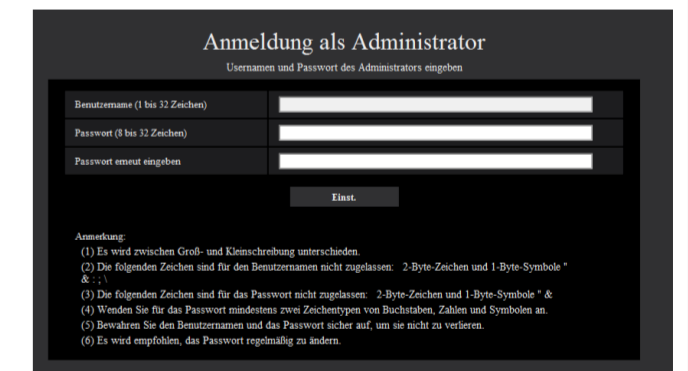 Anmeldung als Administrator
Usernamen und Passwort des Administrators eingeben
Benutzername (1 bis 32 Zeichen)
Passwort (8 bis 32 Zeichen)
Passwort erneut eingeben
Einst.
Anmerkung:
(1) Es wird zwischen Groß- und Kleinschreibung unterschieden.
(2) Die folgenden Zeichen sind für den Benutzernamen nicht zugelassen: 2-Byte-Zeichen und 1-Byte-Symbole "
& : ; \
(3) Die folgenden Zeichen sind für das Passwort nicht zugelassen: 2-Byte-Zeichen und 1-Byte-Symbole " &
(4) Wenden Sie für das Passwort mindestens zwei Zeichentypen von Buchstaben, Zahlen und Symbolen an.
(5) Bewahren Sie den Benutzernamen und das Passwort sicher auf, um sie nicht zu verlieren.
(6) Es wird empfohlen, das Passwort regelmäßig zu ändern.